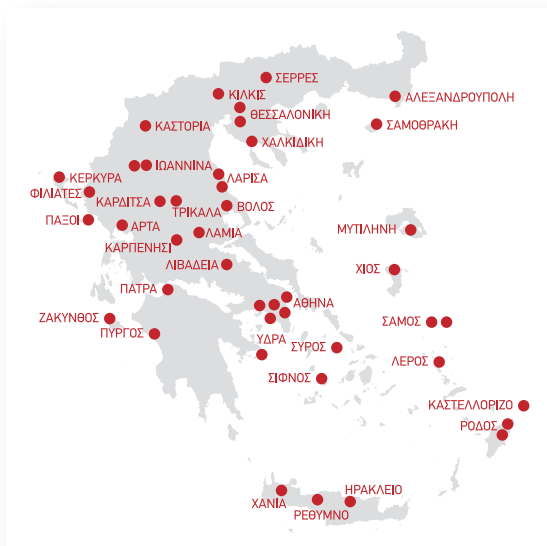 ΣΕΡΡΕΣ
ΚΙΛΚΙΣ
ΑΛΕΞΑΝΔΡΟΥΠΟΛΗ
ΘΕΣΣΑΛΟΝΙΚΗ
ΣΑΜΟΘΡΑΚΗ
ΚΑΣΤΟΡΙΑ
ΧΑΛΚΙΔΙΚΗ
ΙΩΑΝΝΙΝΑ
ΚΕΡΚΥΡΑ
ΛΑΡΙΣΑ
ΦΙΛΙΑΤΕΣ
ΚΑΡΔΙΤΣΑ
ΤΡΙΚΑΛΑ
ΒΟΛΟΣ
ΠΑΞΟΙ
ΑΡΤΑ
ΛΑΜΙΑ
ΜΥΤΙΛΗΝΗ
ΚΑΡΠΕΝΗΣΙ
ΛΙΒΑΔΕΙΑ
ΧΙΟΣ
ΠΑΤΡΑ
ΑΘΗΝΑ
ΖΑΚΥΝΘΟΣ
ΣΑΜΟΣ
ΠΥΡΓΟΣ
ΥΔΡΑ
ΣΥΡΟΣ
ΛΕΡΟΣ
ΣΙΦΝΟΣ
ΚΑΣΤΕΛΛΟΡΙΖΟ
ΡΟΔΟΣ
ΗΡΑΚΛΕΙΟ
ΧΑΝΙΑ
ΡΕΘΥΜΝΟ